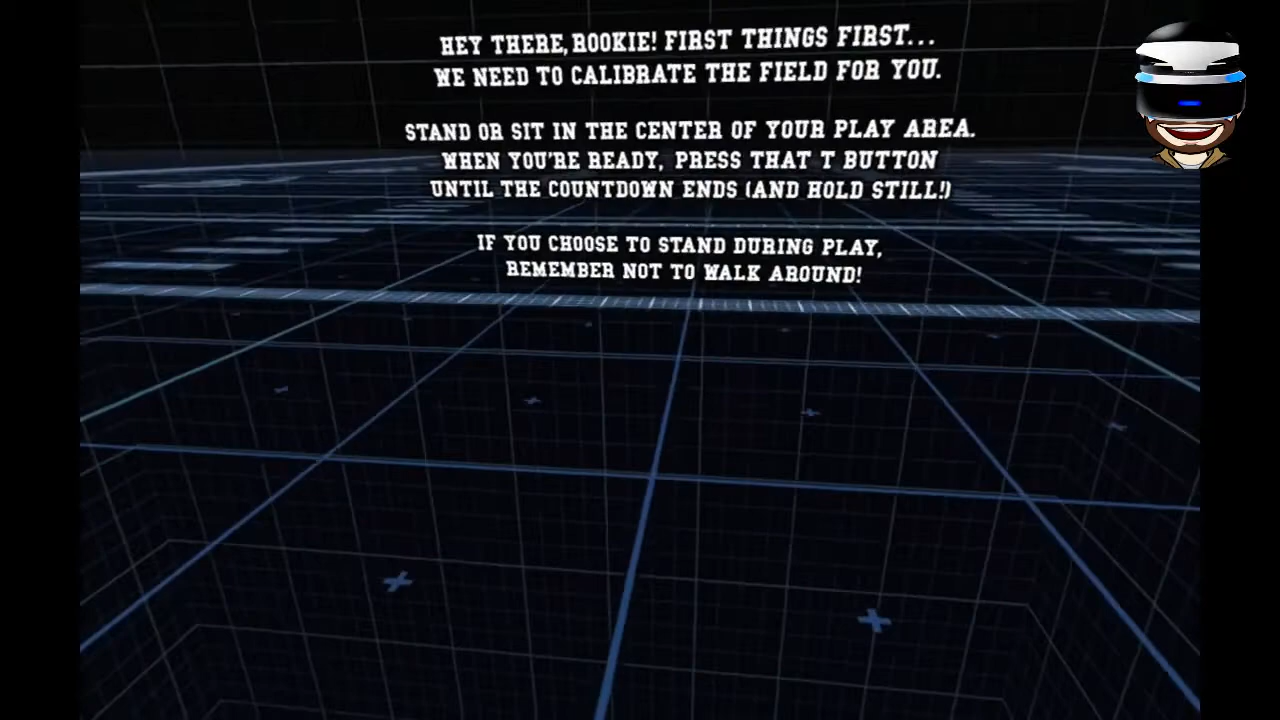 HEY THERE, ROOKIE! FIRST THINGS FIRST...
WE NEED TO CALIBRATE THE FIELD FOR YOU.
STAND OR SIT IN THE CENTER OF YOUR PLAY AREA.
WHEN YOU'RE READY, PRESS THAT T BUTTON
UNTIL THE COUNTDOWN ENDS (AND HOLD STILL!)
IF YOU CHOOSE TO STAND DURING PLAY,
REMEMBER NOT TO WALK AROUND!